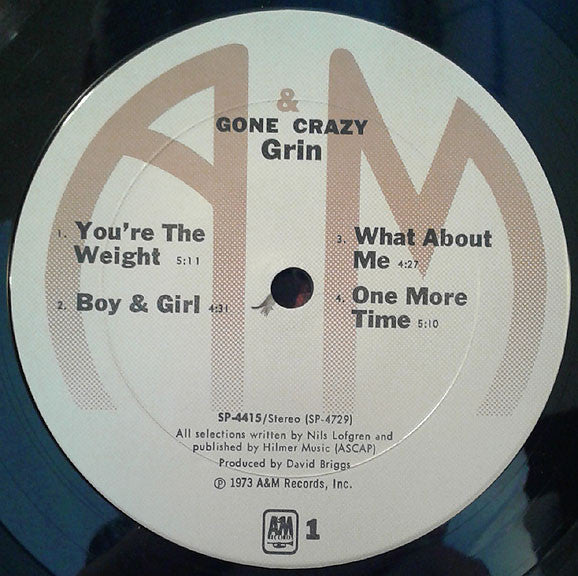 A & M
GONE CRAZY
Grin
1. You're The
Weight 5:11
2. Boy & Girl 4:31
3. What About
Me 4:27
4. One More
Time 5:10
SP-4415/Stereo (SP-4729)
All selections written by Nils Lofgren and
published by Hilmer Music (ASCAP)
Produced by David Briggs
℗ 1973 A&M Records, Inc.
A&M
RECORDS
1